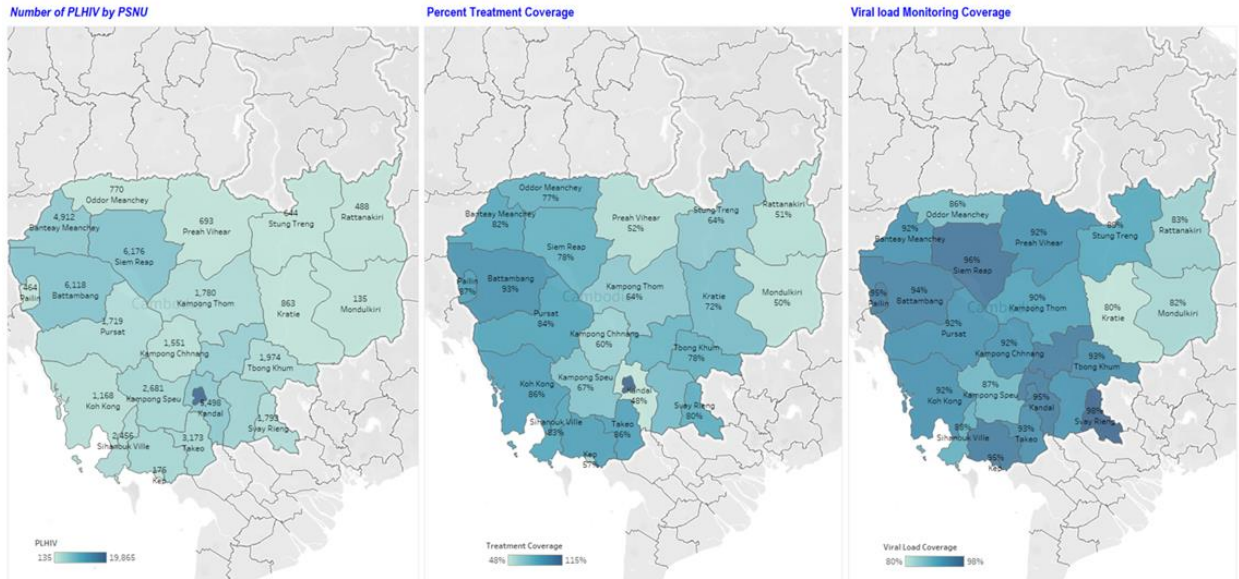 Number of PLHIV by PSNU
770
Oddor Meanchey
4,912
Banteay Meanchey
693
Preah Vihear
644
Stung Treng
488
Rattanakiri
6,176
Siem Reap
464
Pailin
6,118
Battambang
Cambodia
1,780
Kampong Thom
863
Kratie
135
Mondulkiri
1,719
Pursat
1,551
Kampong Chhnang
1,974
Tbong Khum
1,168
Koh Kong
2,681
Kampong Speu
Kandal
1,793
Svay Rieng
2,466
Sihanouk Ville
3,173
Takeo
176
Kep
PLHIV
135
19,865
Percent Treatment Coverage
Oddor Meanchey
77%
Banteay Meanchey
82%
Preah Vihear
52%
Stung Treng
64%
Rattanakiri
51%
Siem Reap
78%
Pailin
87%
Battambang
93%
Cambodia
Kampong Thom
64%
Kratie
72%
Mondulkiri
50%
Pursat
84%
Kampong Chhnang
60%
Tbong Khum
78%
Koh Kong
86%
Kampong Speu
67%
Kandal
48%
Svay Rieng
80%
Sihanouk Ville
83%
Takeo
86%
Kep
57%
Treatment Coverage
48%
115%
Viral load Monitoring Coverage
86%
Oddor Meanchey
92%
Banteay Meanchey
92%
Preah Vihear
Stung Treng
83%
Rattanakiri
96%
Siem Reap
95%
Pailin
94%
Battambang
90%
Kampong Thom
80%
Kratie
82%
Mondulkiri
92%
Pursat
92%
Kampong Chhnang
93%
Tbong Khum
92%
Koh Kong
87%
Kampong Speu
95%
Kandal
98%
Svay Rieng
Sihanouk Ville
93%
Takeo
95%
Kep
Viral Load Coverage
80%
98%